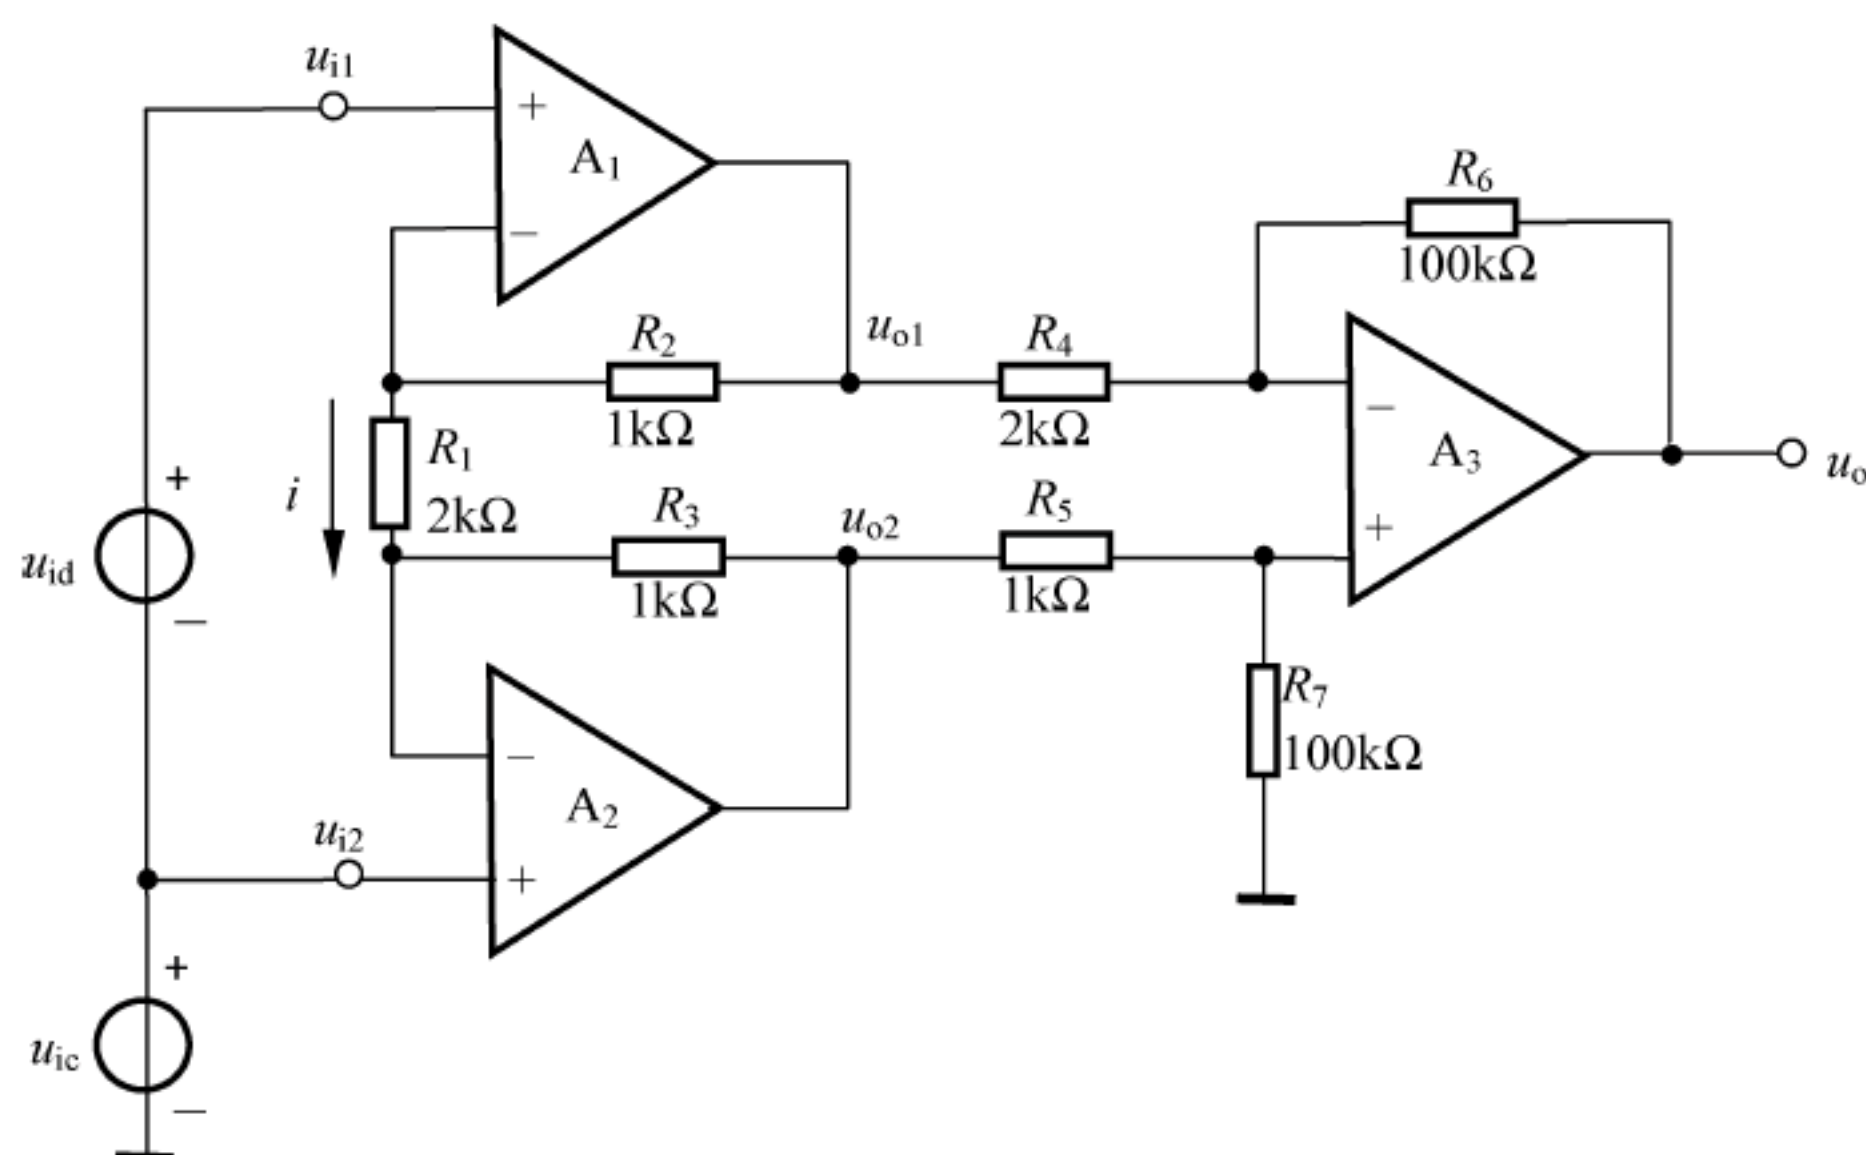 u_i1
+
A_1
−
R_6
100kΩ
R_2
u_o1
R_4
1kΩ
2kΩ
−
A_3
u_o
+
i
R_1
2kΩ
R_3
u_o2
R_5
1kΩ
1kΩ
+
u_id
−
R_7
100kΩ
−
A_2
u_i2
+
+
u_ic
−